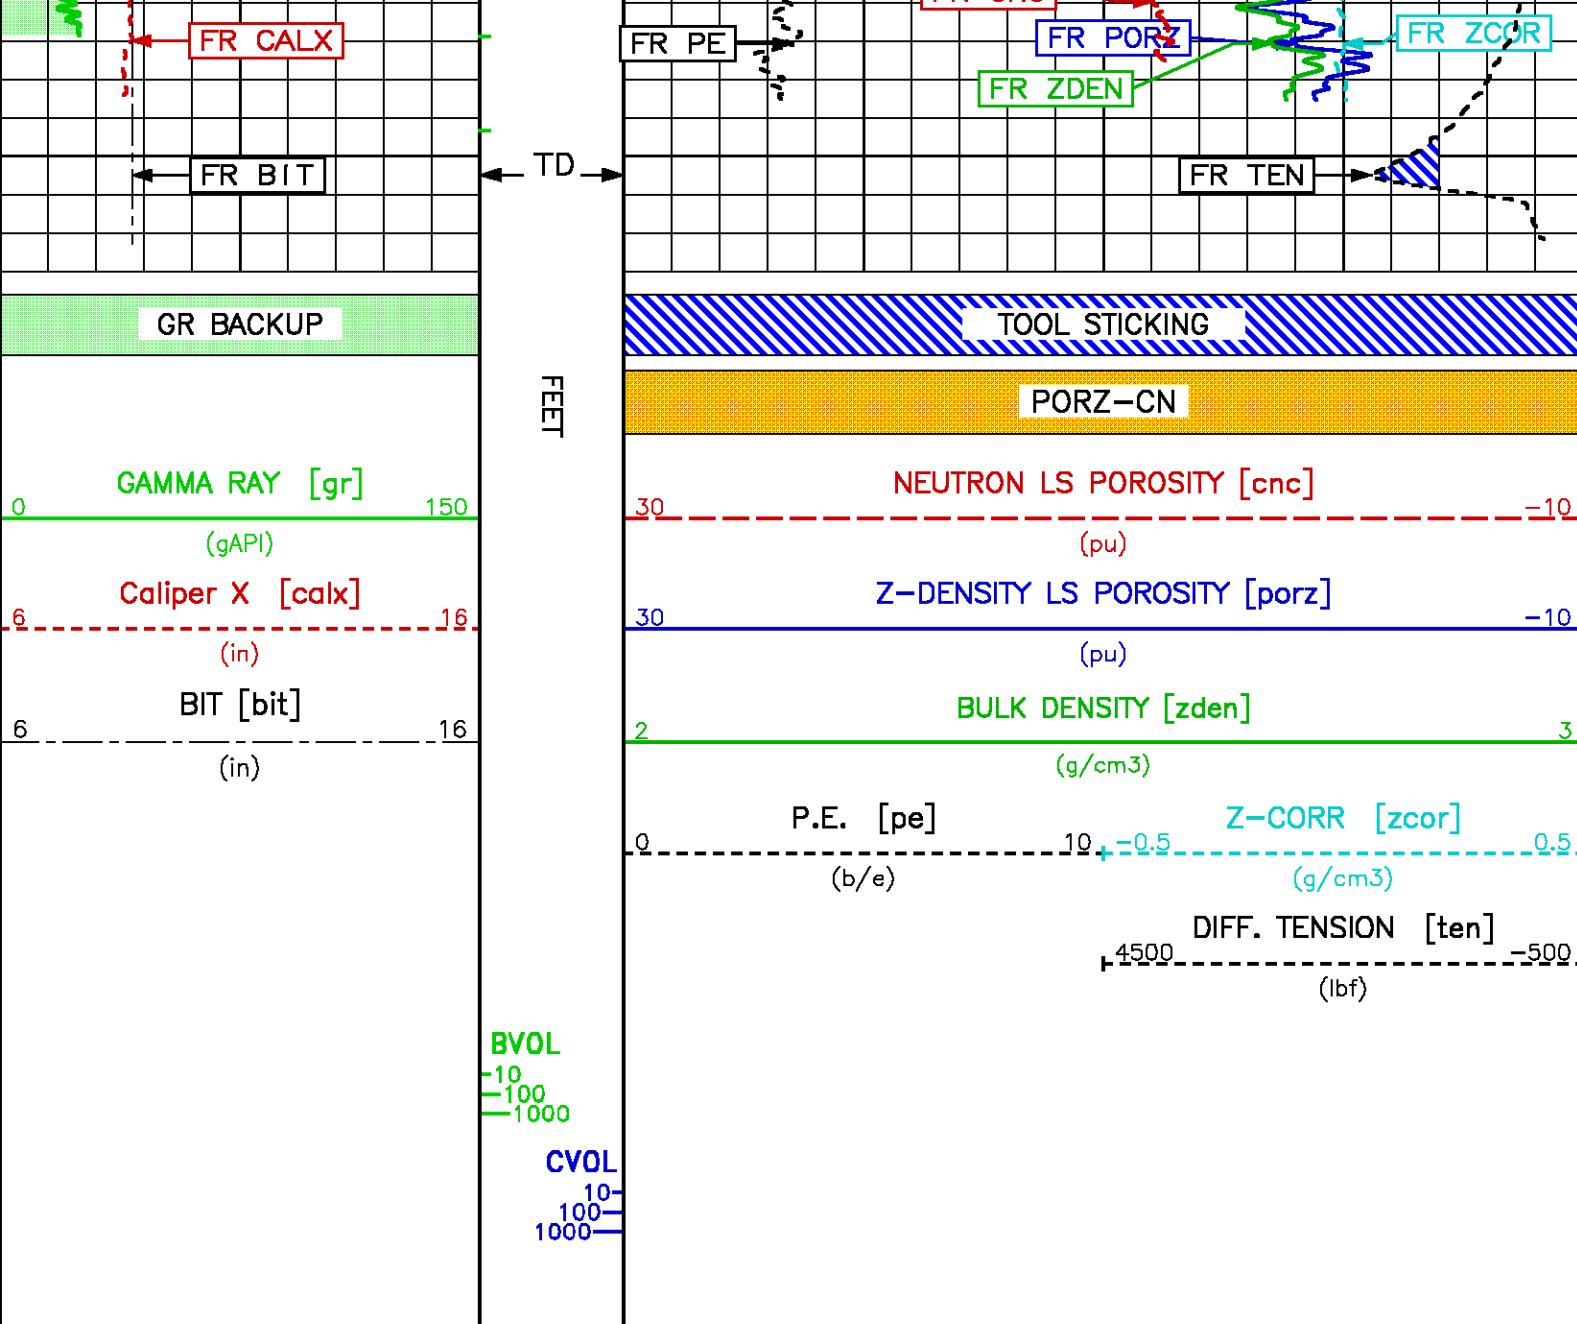 FR CALX
FR PE
FR PORZ
FR ZCOR
FR ZDEN
FR BIT
TD
FR TEN
GR BACKUP
TOOL STICKING
FEET
PORZ-CN
GAMMA RAY [gr]
0 150
(gAPI)
Caliper X [calx]
6 16
(in)
BIT [bit]
6 16
(in)
NEUTRON LS POROSITY [cnc]
30 -10
(pu)
Z-DENSITY LS POROSITY [porz]
30 -10
(pu)
BULK DENSITY [zden]
2 3
(g/cm3)
P.E. [pe]
0 10
(b/e)
Z-CORR [zcor]
-0.5 0.5
(g/cm3)
DIFF. TENSION [ten]
4500 -500
(lbf)
BVOL
10
100
1000
CVOL
10
100
1000